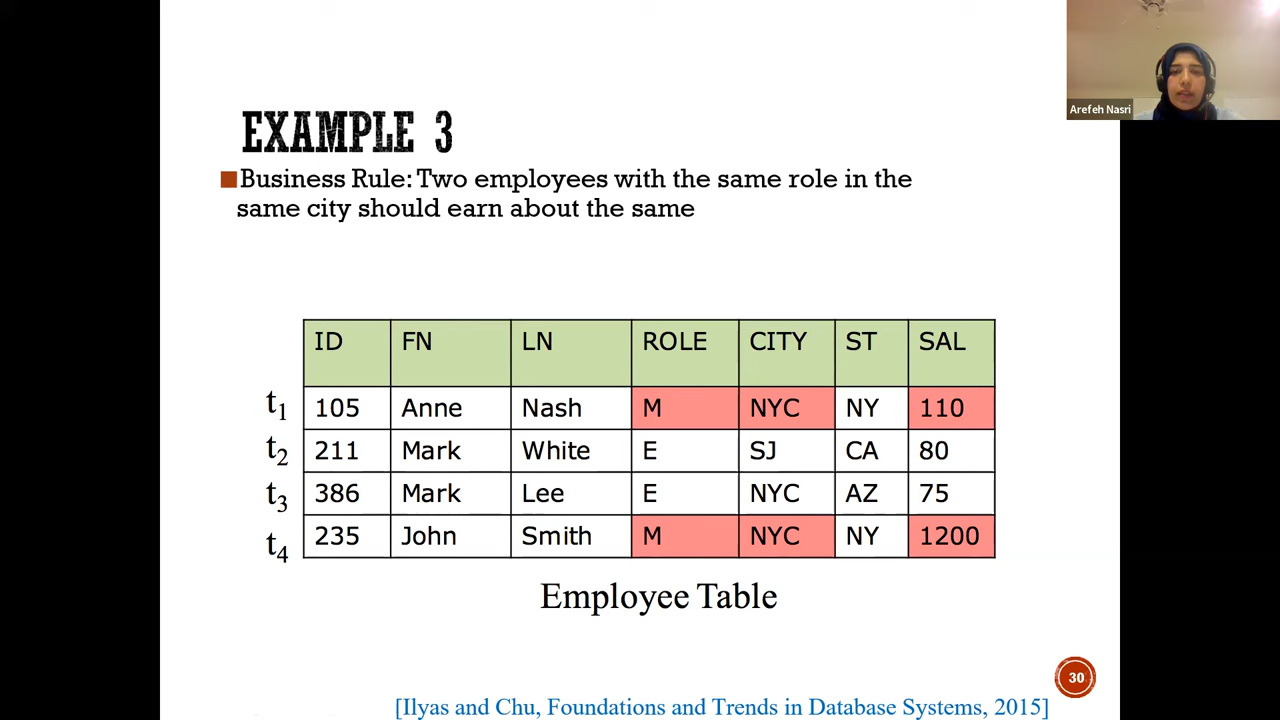 Arefeh Nasri
EXAMPLE 3
Business Rule: Two employees with the same role in the
same city should earn about the same
ID FN LN ROLE CITY ST SAL
t1 105 Anne Nash M NYC NY 110
t2 211 Mark White E SJ CA 80
t3 386 Mark Lee E NYC AZ 75
t4 235 John Smith M NYC NY 1200
Employee Table
30
[Ilyas and Chu, Foundations and Trends in Database Systems, 2015]